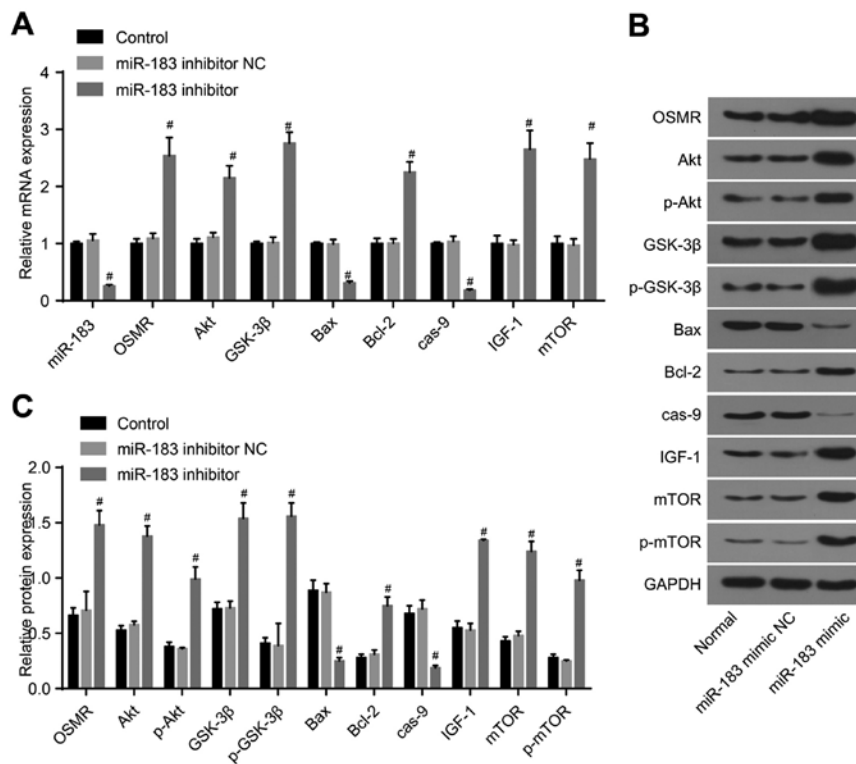 A
Control
miR-183 inhibitor NC
miR-183 inhibitor
Relative mRNA expression
4
3
2
1
0
#
#
#
#
#
#
#
#
#
miR-183
OSMR
Akt
GSK-3β
Bax
Bcl-2
cas-9
IGF-1
mTOR
B
OSMR
Akt
p-Akt
GSK-3β
p-GSK-3β
Bax
Bcl-2
cas-9
IGF-1
mTOR
p-mTOR
GAPDH
Normal
miR-183 mimic NC
miR-183 mimic
C
Control
miR-183 inhibitor NC
miR-183 inhibitor
Relative protein expression
2.0
1.5
1.0
0.5
0.0
#
#
#
#
#
#
#
#
#
#
#
OSMR
Akt
p-Akt
GSK-3β
p-GSK-3β
Bax
Bcl-2
cas-9
IGF-1
mTOR
p-mTOR